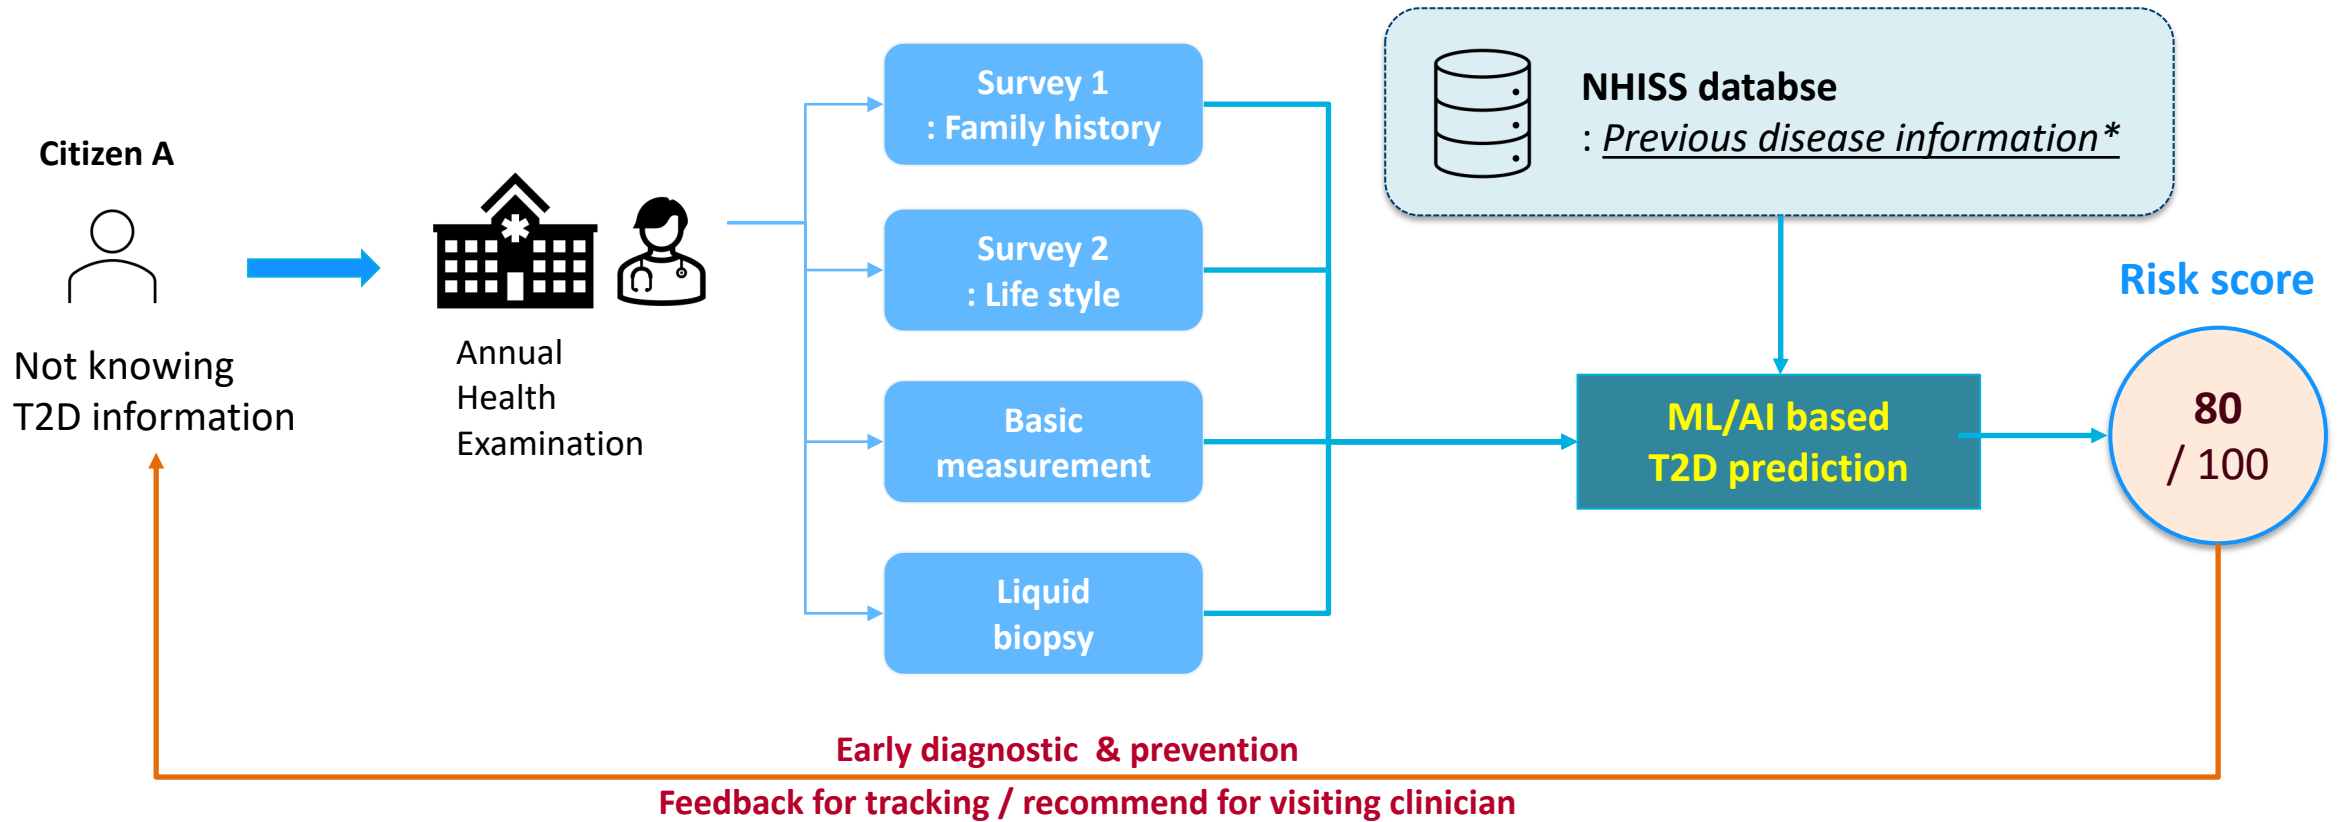 Citizen A
Not knowing
T2D information
Annual
Health
Examination
Survey 1
: Family history
Survey 2
: Life style
Basic
measurement
Liquid
biopsy
NHISS databse
: Previous disease information*
ML/AI based
T2D prediction
Risk score
80
/ 100
Early diagnostic & prevention
Feedback for tracking / recommend for visiting clinician